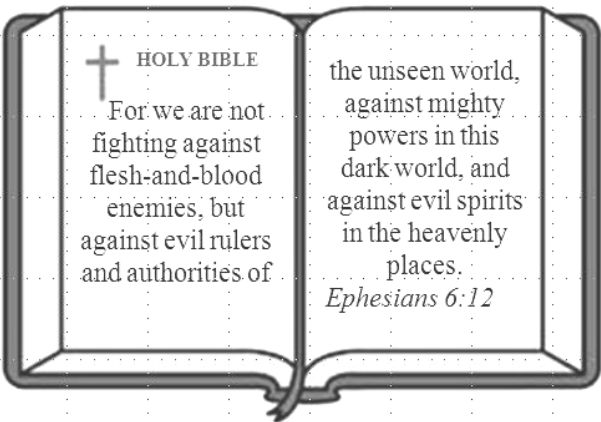 HOLY BIBLE
For we are not
fighting against
flesh-and-blood
enemies, but
against evil rulers
and authorities of
the unseen world,
against mighty
powers in this
dark world, and
against evil spirits
in the heavenly
places.
Ephesians 6:12